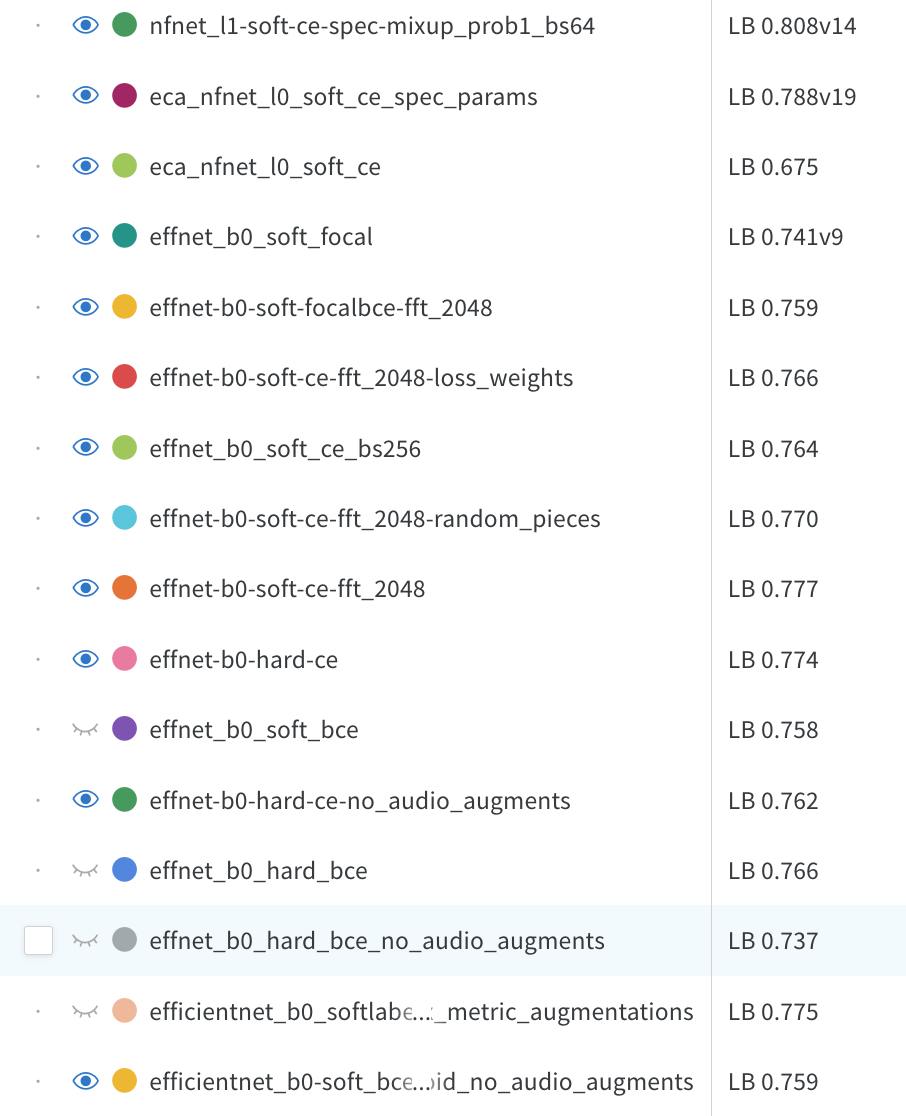 nfnet_l1-soft-ce-spec-mixup_prob1_bs64 LB 0.808v14
eca_nfnet_l0_soft_ce_spec_params LB 0.788v19
eca_nfnet_l0_soft_ce LB 0.675
effnet_b0_soft_focal LB 0.741v9
effnet-b0-soft-focalbce-fft_2048 LB 0.759
effnet-b0-soft-ce-fft_2048-loss_weights LB 0.766
effnet_b0_soft_ce_bs256 LB 0.764
effnet-b0-soft-ce-fft_2048-random_pieces LB 0.770
effnet-b0-soft-ce-fft_2048 LB 0.777
effnet-b0-hard-ce LB 0.774
effnet_b0_soft_bce LB 0.758
effnet-b0-hard-ce-no_audio_augments LB 0.762
effnet_b0_hard_bce LB 0.766
effnet_b0_hard_bce_no_audio_augments LB 0.737
efficientnet_b0_softlabe..._metric_augmentations LB 0.775
efficientnet_b0-soft_bce...id_no_audio_augments LB 0.759